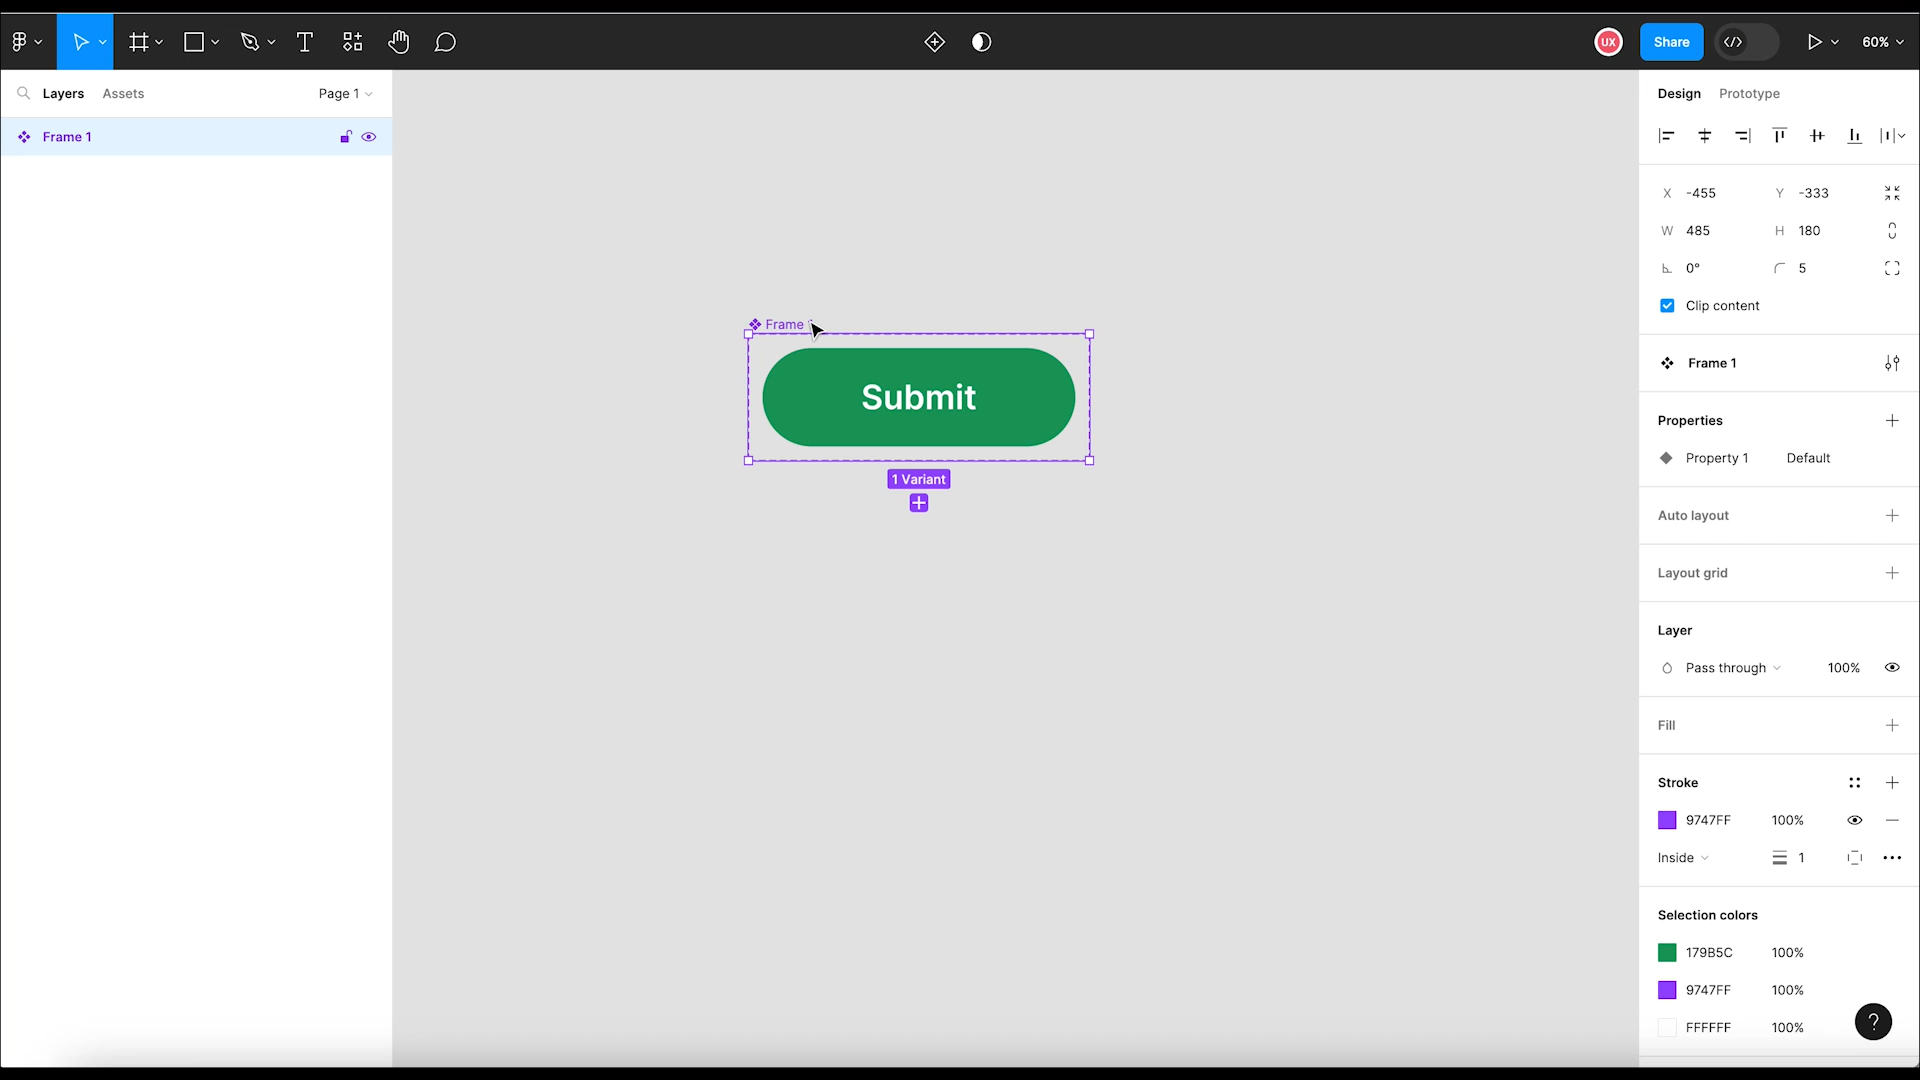 UX
Share
60%
Layers Assets Page 1
Frame 1
Frame
Submit
1 Variant
Design Prototype
X -455 Y -333
W 485 H 180
0° 5
Clip content
Frame 1
Properties
Property 1 Default
Auto layout
Layout grid
Layer
Pass through 100%
Fill
Stroke
9747FF 100%
Inside 1
Selection colors
179B5C 100%
9747FF 100%
FFFFFF 100%
?